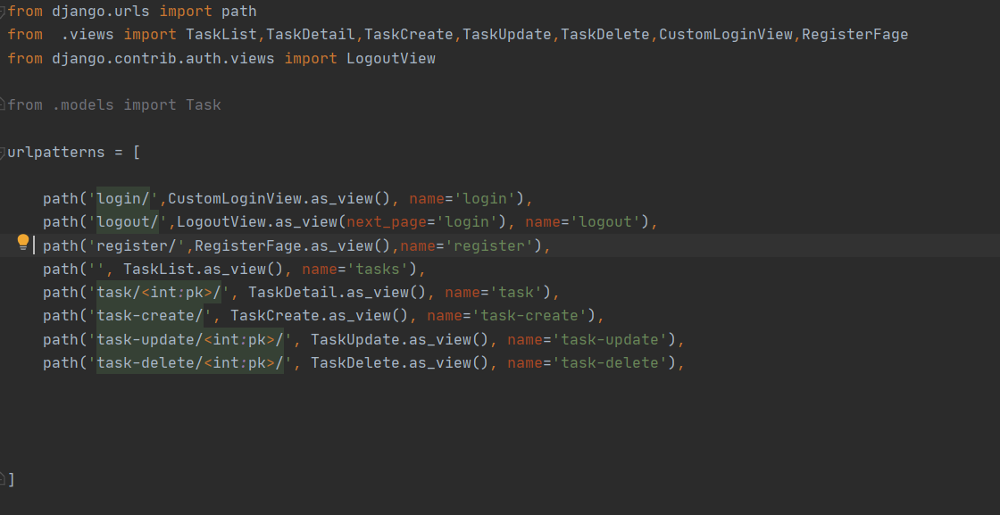 from django.urls import path
from  .views import TaskList,TaskDetail,TaskCreate,TaskUpdate,TaskDelete,CustomLoginView,RegisterFage
from django.contrib.auth.views import LogoutView
from .models import Task
urlpatterns = [
path('login/',CustomLoginView.as_view(), name='login'),
path('logout/',LogoutView.as_view(next_page='login'), name='logout'),
path('register/',RegisterFage.as_view(),name='register'),
path('', TaskList.as_view(), name='tasks'),
path('task/<int:pk>/', TaskDetail.as_view(), name='task'),
path('task-create/', TaskCreate.as_view(), name='task-create'),
path('task-update/<int:pk>/', TaskUpdate.as_view(), name='task-update'),
path('task-delete/<int:pk>/', TaskDelete.as_view(), name='task-delete'),
]